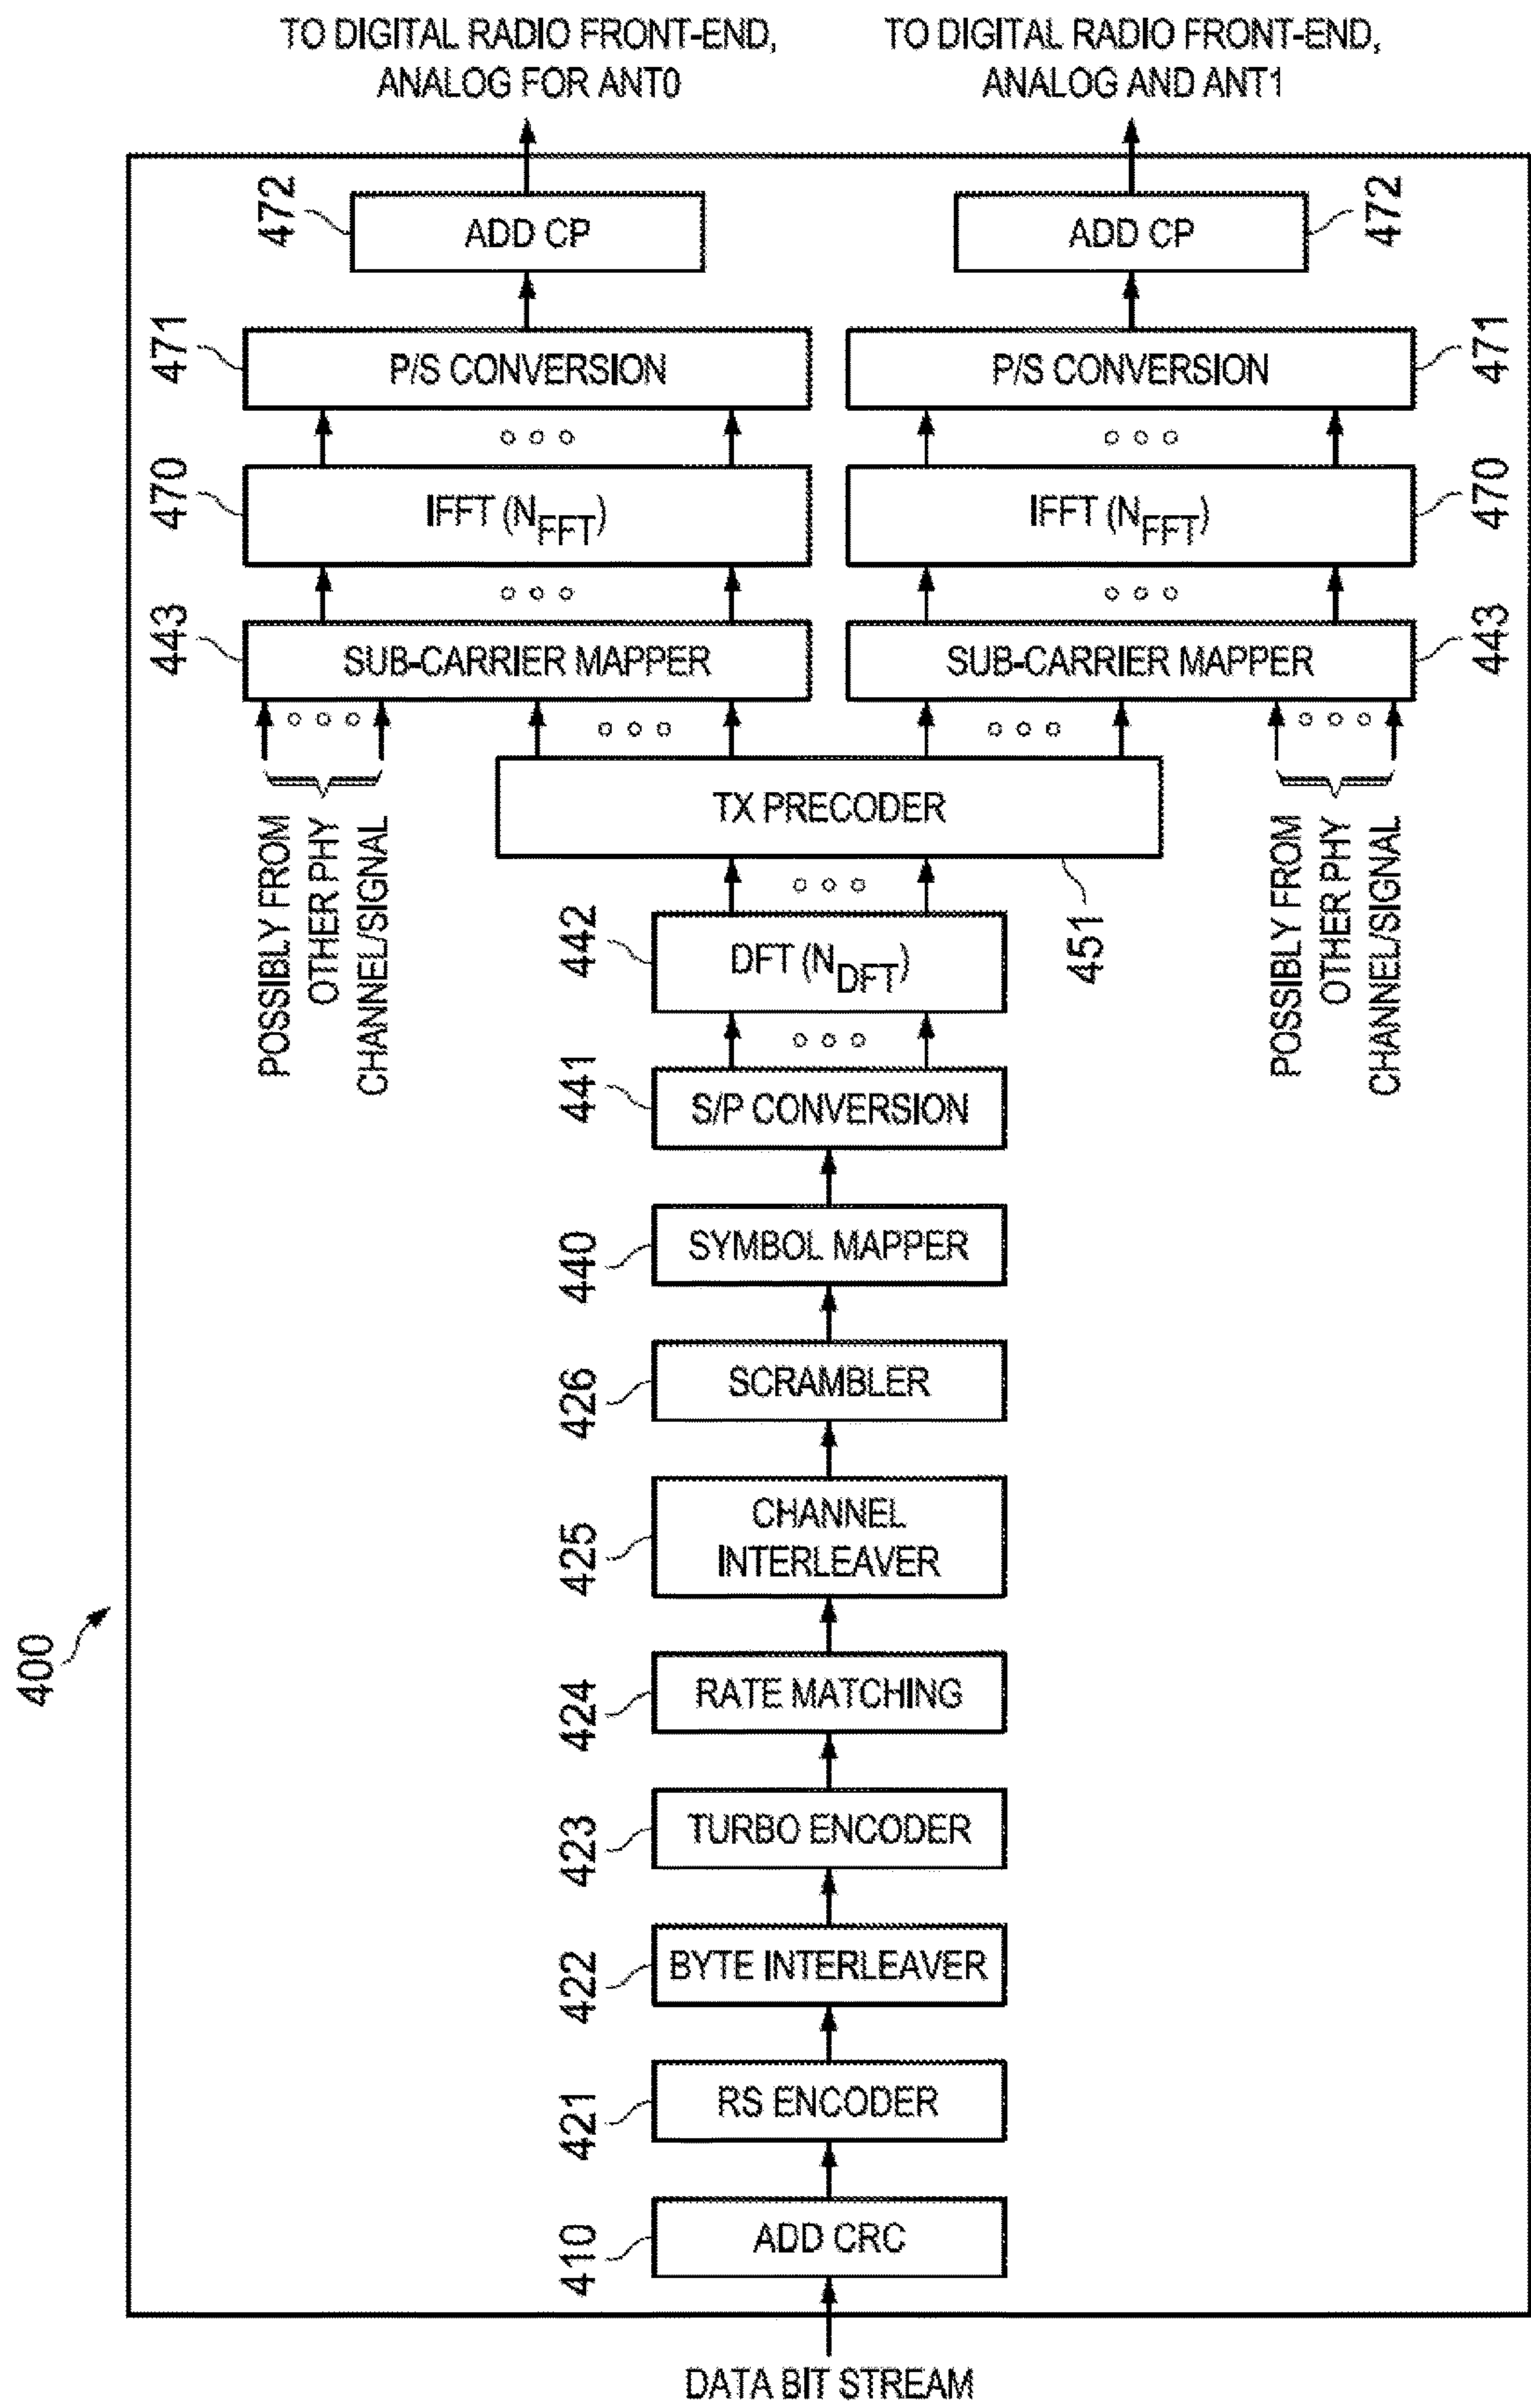 TO DIGITAL RADIO FRONT-END,
ANALOG FOR ANT0
TO DIGITAL RADIO FRONT-END,
ANALOG AND ANT1
472
ADD CP
ADD CP
472
471
P/S CONVERSION
P/S CONVERSION
471
470
IFFT (N_FFT)
IFFT (N_FFT)
470
443
SUB-CARRIER MAPPER
SUB-CARRIER MAPPER
443
POSSIBLY FROM
OTHER PHY
CHANNEL/SIGNAL
TX PRECODER
451
POSSIBLY FROM
OTHER PHY
CHANNEL/SIGNAL
442
DFT (N_DFT)
441
S/P CONVERSION
440
SYMBOL MAPPER
426
SCRAMBLER
425
CHANNEL
INTERLEAVER
400
424
RATE MATCHING
423
TURBO ENCODER
422
BYTE INTERLEAVER
421
RS ENCODER
410
ADD CRC
DATA BIT STREAM